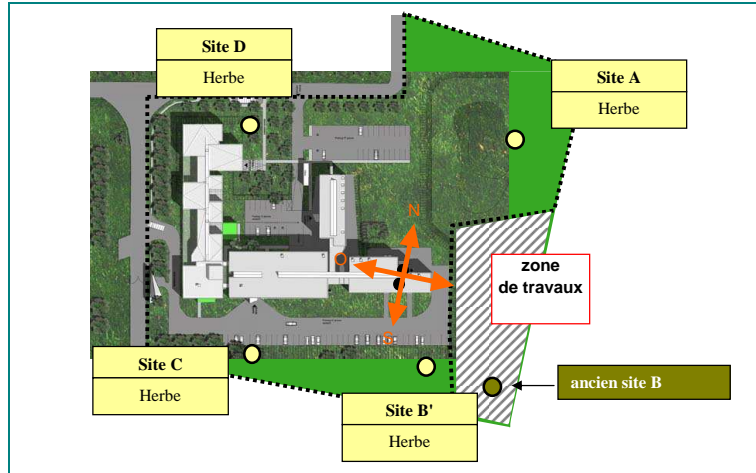 Site D
Herbe
Site A
Herbe
N
O
S
zone
de travaux
Site C
Herbe
Site B'
Herbe
ancien site B